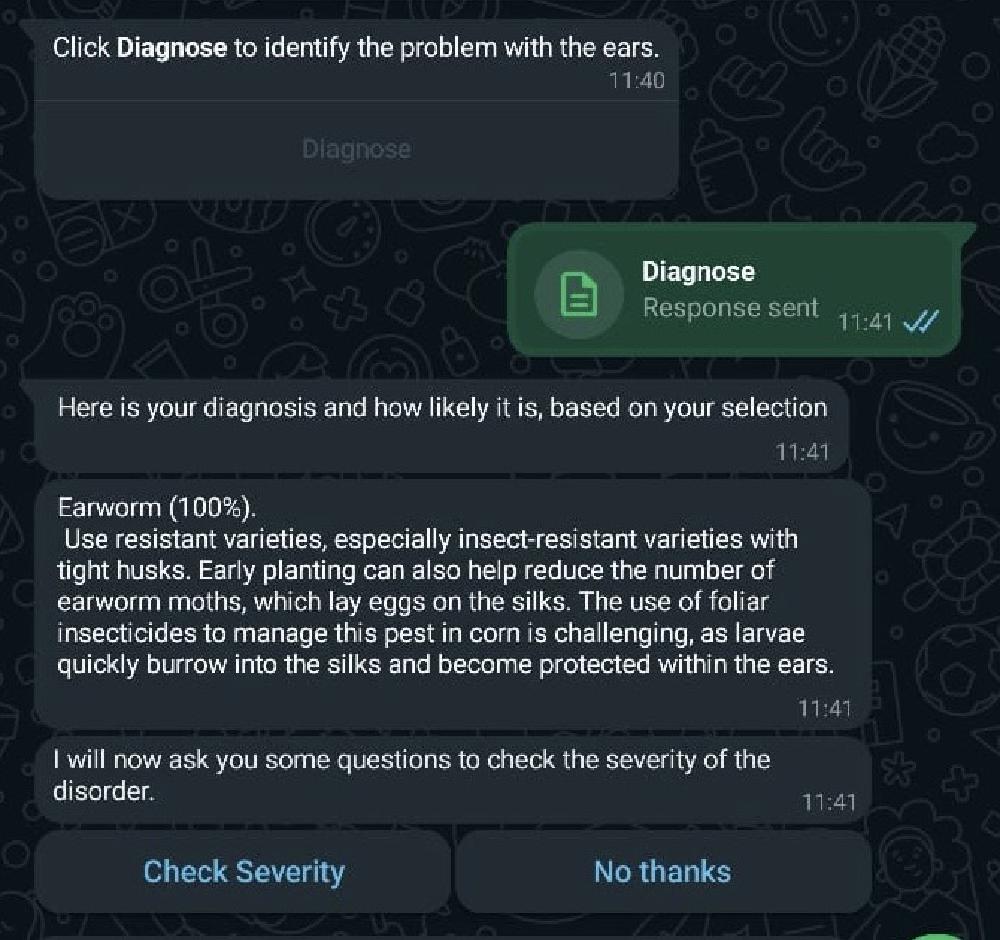 Click Diagnose to identify the problem with the ears.
11:40
Diagnose
Diagnose
Response sent
11:41
Here is your diagnosis and how likely it is, based on your selection
11:41
Earworm (100%).
Use resistant varieties, especially insect-resistant varieties with
tight husks. Early planting can also help reduce the number of
earworm moths, which lay eggs on the silks. The use of foliar
insecticides to manage this pest in corn is challenging, as larvae
quickly burrow into the silks and become protected within the ears.
11:41
I will now ask you some questions to check the severity of the
disorder.
11:41
Check Severity
No thanks